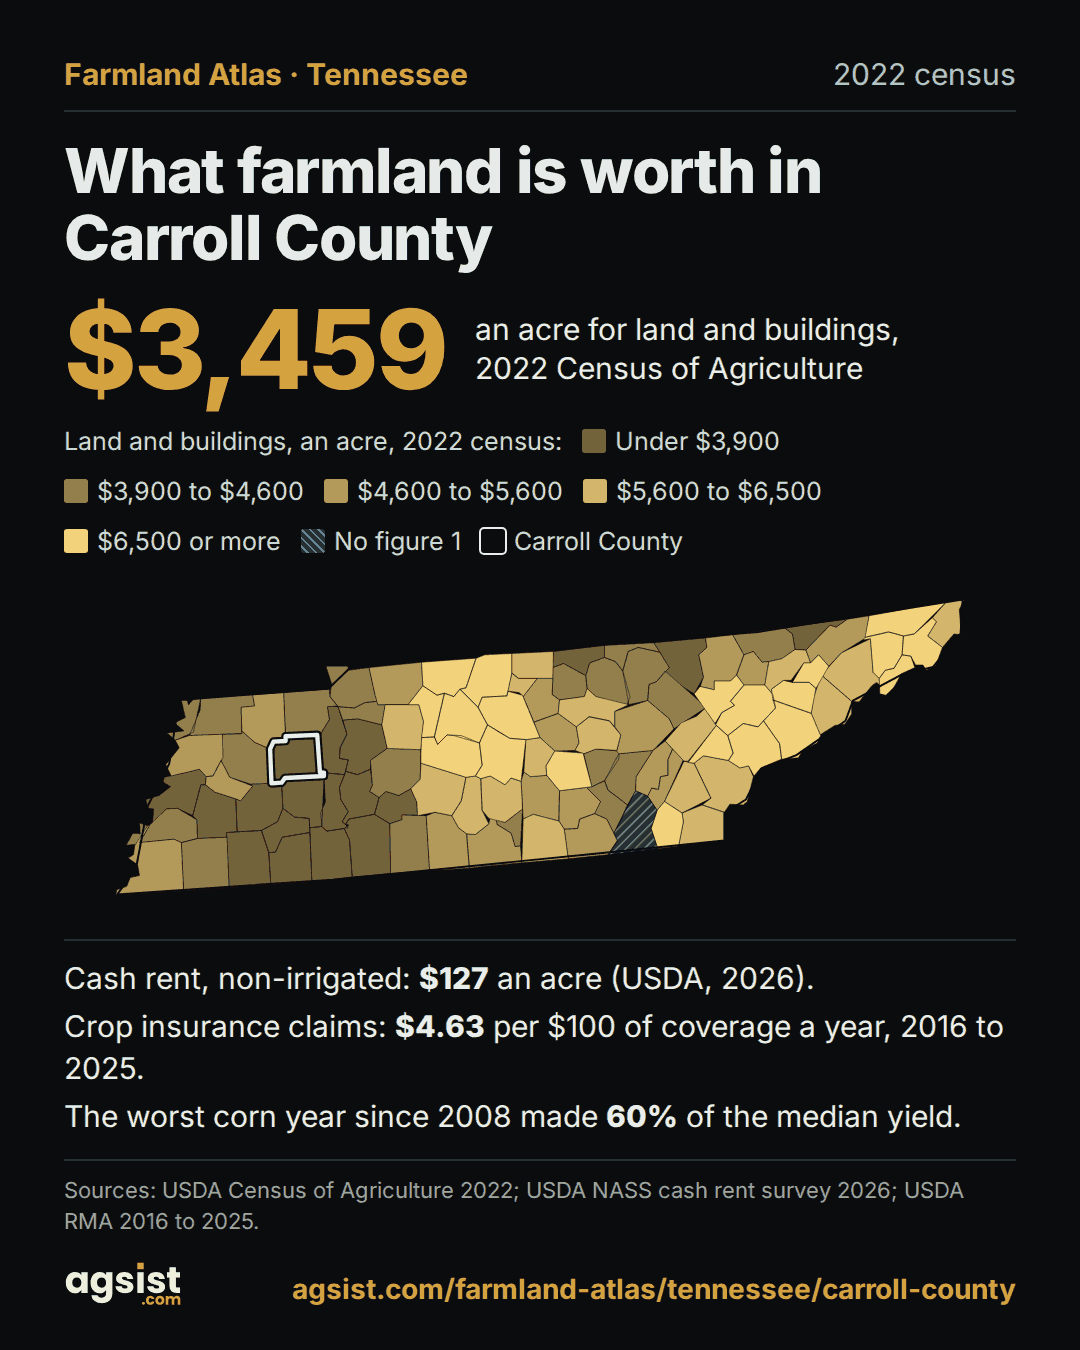 Farmland Atlas · Tennessee
2022 census
What farmland is worth in
Carroll County
$3,459
an acre for land and buildings,
2022 Census of Agriculture
Land and buildings, an acre, 2022 census:
Under $3,900
$3,900 to $4,600
$4,600 to $5,600
$5,600 to $6,500
$6,500 or more
No figure 1
Carroll County
Cash rent, non-irrigated: $127 an acre (USDA, 2026).
Crop insurance claims: $4.63 per $100 of coverage a year, 2016 to
2025.
The worst corn year since 2008 made 60% of the median yield.
Sources: USDA Census of Agriculture 2022; USDA NASS cash rent survey 2026; USDA
RMA 2016 to 2025.
agsist
.com
agsist.com/farmland-atlas/tennessee/carroll-county